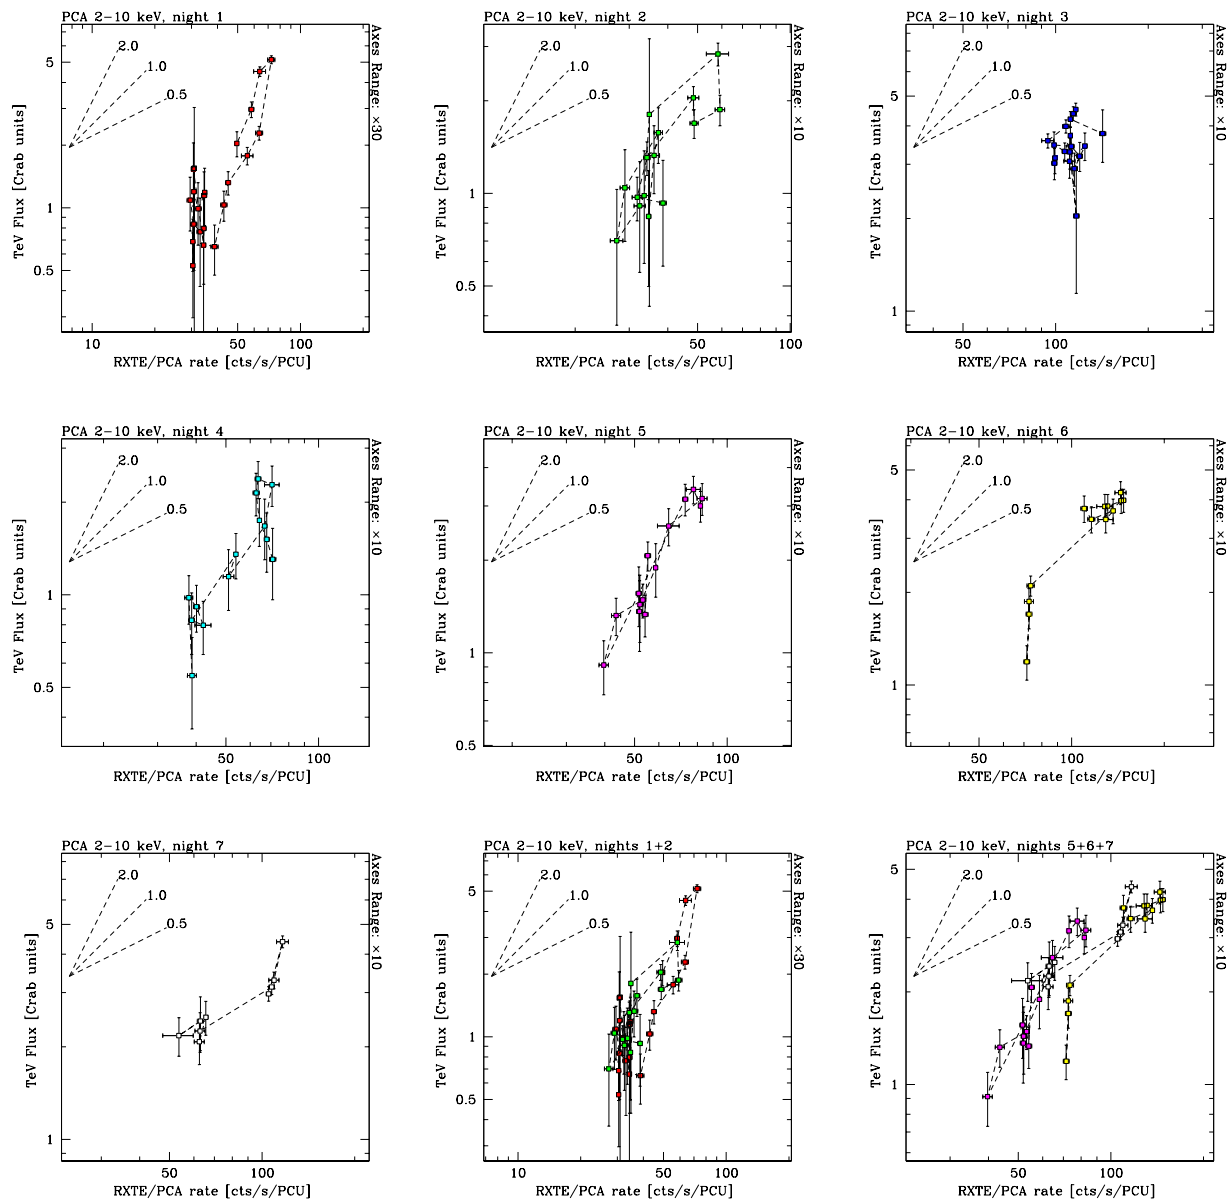 PCA 2-10 keV, night 1
Axes Range: ×30
2.0
1.0
0.5
TeV Flux [Crab units]
5
1
0.5
10 50 100
RXTE/PCA rate [cts/s/PCU]
PCA 2-10 keV, night 2
Axes Range: ×10
2.0
1.0
0.5
TeV Flux [Crab units]
1
0.5
50 100
RXTE/PCA rate [cts/s/PCU]
PCA 2-10 keV, night 3
Axes Range: ×10
2.0
1.0
0.5
TeV Flux [Crab units]
5
1
50 100
RXTE/PCA rate [cts/s/PCU]
PCA 2-10 keV, night 4
Axes Range: ×10
2.0
1.0
0.5
TeV Flux [Crab units]
1
0.5
50 100
RXTE/PCA rate [cts/s/PCU]
PCA 2-10 keV, night 5
Axes Range: ×10
2.0
1.0
0.5
TeV Flux [Crab units]
1
0.5
50 100
RXTE/PCA rate [cts/s/PCU]
PCA 2-10 keV, night 6
Axes Range: ×10
2.0
1.0
0.5
TeV Flux [Crab units]
5
1
50 100
RXTE/PCA rate [cts/s/PCU]
PCA 2-10 keV, night 7
Axes Range: ×10
2.0
1.0
0.5
TeV Flux [Crab units]
5
1
50 100
RXTE/PCA rate [cts/s/PCU]
PCA 2-10 keV, nights 1+2
Axes Range: ×30
2.0
1.0
0.5
TeV Flux [Crab units]
5
1
0.5
10 50 100
RXTE/PCA rate [cts/s/PCU]
PCA 2-10 keV, nights 5+6+7
Axes Range: ×10
2.0
1.0
0.5
TeV Flux [Crab units]
5
1
50 100
RXTE/PCA rate [cts/s/PCU]